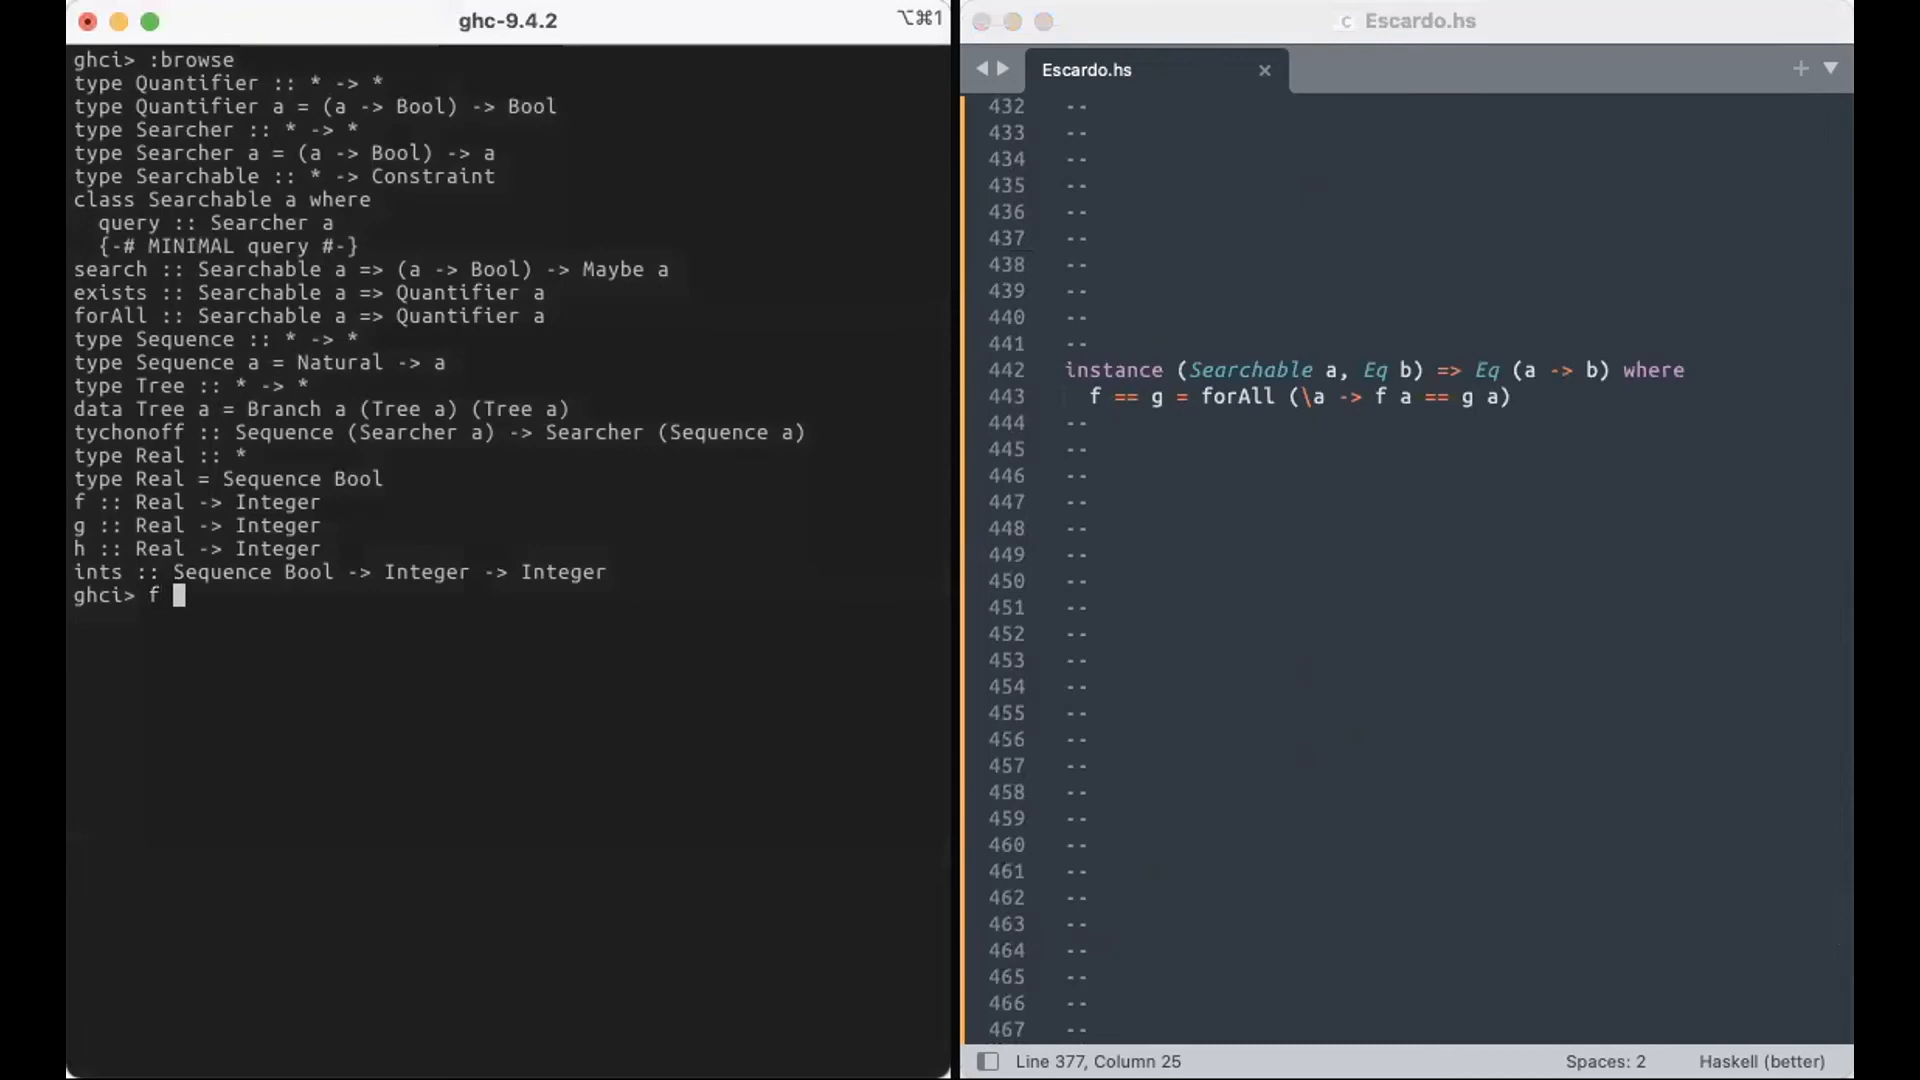 ghc-9.4.2
⌥⌘1
ghci> :browse
type Quantifier :: * -> *
type Quantifier a = (a -> Bool) -> Bool
type Searcher :: * -> *
type Searcher a = (a -> Bool) -> a
type Searchable :: * -> Constraint
class Searchable a where
  query :: Searcher a
  {-# MINIMAL query #-}
search :: Searchable a => (a -> Bool) -> Maybe a
exists :: Searchable a => Quantifier a
forAll :: Searchable a => Quantifier a
type Sequence :: * -> *
type Sequence a = Natural -> a
type Tree :: * -> *
data Tree a = Branch a (Tree a) (Tree a)
tychonoff :: Sequence (Searcher a) -> Searcher (Sequence a)
type Real :: *
type Real = Sequence Bool
f :: Real -> Integer
g :: Real -> Integer
h :: Real -> Integer
ints :: Sequence Bool -> Integer -> Integer
ghci> f
Escardo.hs
Escardo.hs
432 --
433 --
434 --
435 --
436 --
437 --
438 --
439 --
440 --
441 --
442 instance (Searchable a, Eq b) => Eq (a -> b) where
443   f == g = forAll (\a -> f a == g a)
444 --
445 --
446 --
447 --
448 --
449 --
450 --
451 --
452 --
453 --
454 --
455 --
456 --
457 --
458 --
459 --
460 --
461 --
462 --
463 --
464 --
465 --
466 --
467 --
Line 377, Column 25
Spaces: 2
Haskell (better)